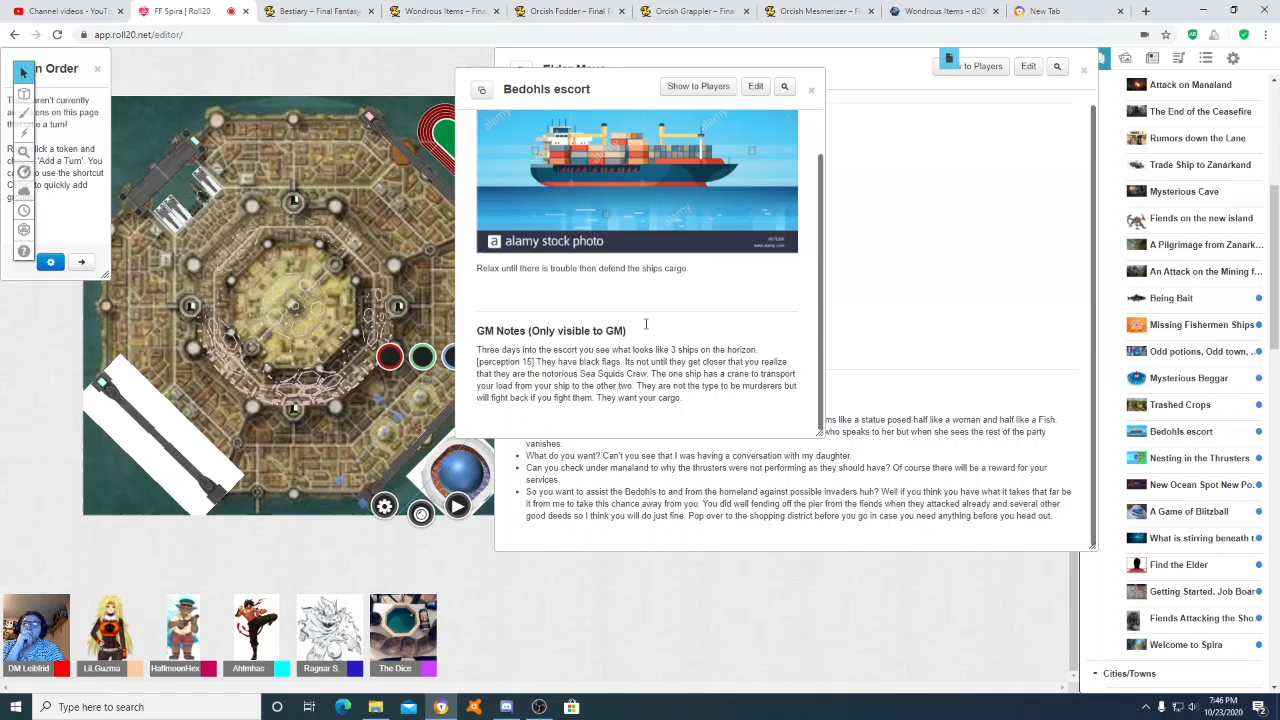 Channel videos - YouTu
FF Spira | Roll20
Bestiary – Final Fantas
Wondrous Items – Fina
Orcish Fodder – Final F
Orcish Grappler – Final
Orcish Mesmerizer – Fi
Wondrous Items – d20
New Tab
app.roll20.net/editor/
n Order
Bedohls escort
Show to Players
Edit
w to Players
Edit
a alamy stock photo
alamy
Relax until there is trouble then defend the ships cargo.
GM Notes (Only visible to GM)
Three days into the escort you see what looks like 3 ships on the horizon.
[perception 15] They have black flags. Its not until they get closer that you realize
that they are the notorious Sea Squids Crew. The one ship has a crane to transport
your load from your ship to the other two. They are not the type to be murderers but
will fight back if you fight them. They want your cargo.
ms like a statue posed half like a woman and half like a Fish.
who speaks to her but when she sees the rest of the party
vanishes.
What do you want? Can't you see that I was having a conversation with my daughter.
Can you check under manaland to why the thrusters were not performing as they should have? Of course there will be a reward for your
services.
So you want to assist the Bedohls to and from the homeland against possible invaders huh? Well if you think you have what it takes that far be
it from me to take this chance away from you. You did well fending off the pier from the fiends when they attacked already and several other
good deeds so I think you will do just fine. Pop over to the shopping district before you go in case you need anything before you head out.
Attack on Manaland
The End of the Ceasefire
Rumors down the Lane
Trade Ship to Zanarkand
Mysterious Cave
Fiends on the new island
A Pilgrimage from Zanark...
An Attack on the Mining f...
Being Bait
Missing Fishermen Ships
Odd potions, Odd town, ...
Mysterious Beggar
Trashed Crops
Bedohls escort
Nesting in the Thrusters
New Ocean Spot New Po..
A Game of Blitzball
What is stirring beneath t
Find the Elder
Getting Started. Job Boar
Fiends Attacking the Sho.
Welcome to Spira
Cities/Towns
DM Leibfrid
LiL.Guzma
HalfmoonHex
Ahlmhas
Ragnar S.
The Dice
Type here to search
7:46 PM
10/23/2020
2